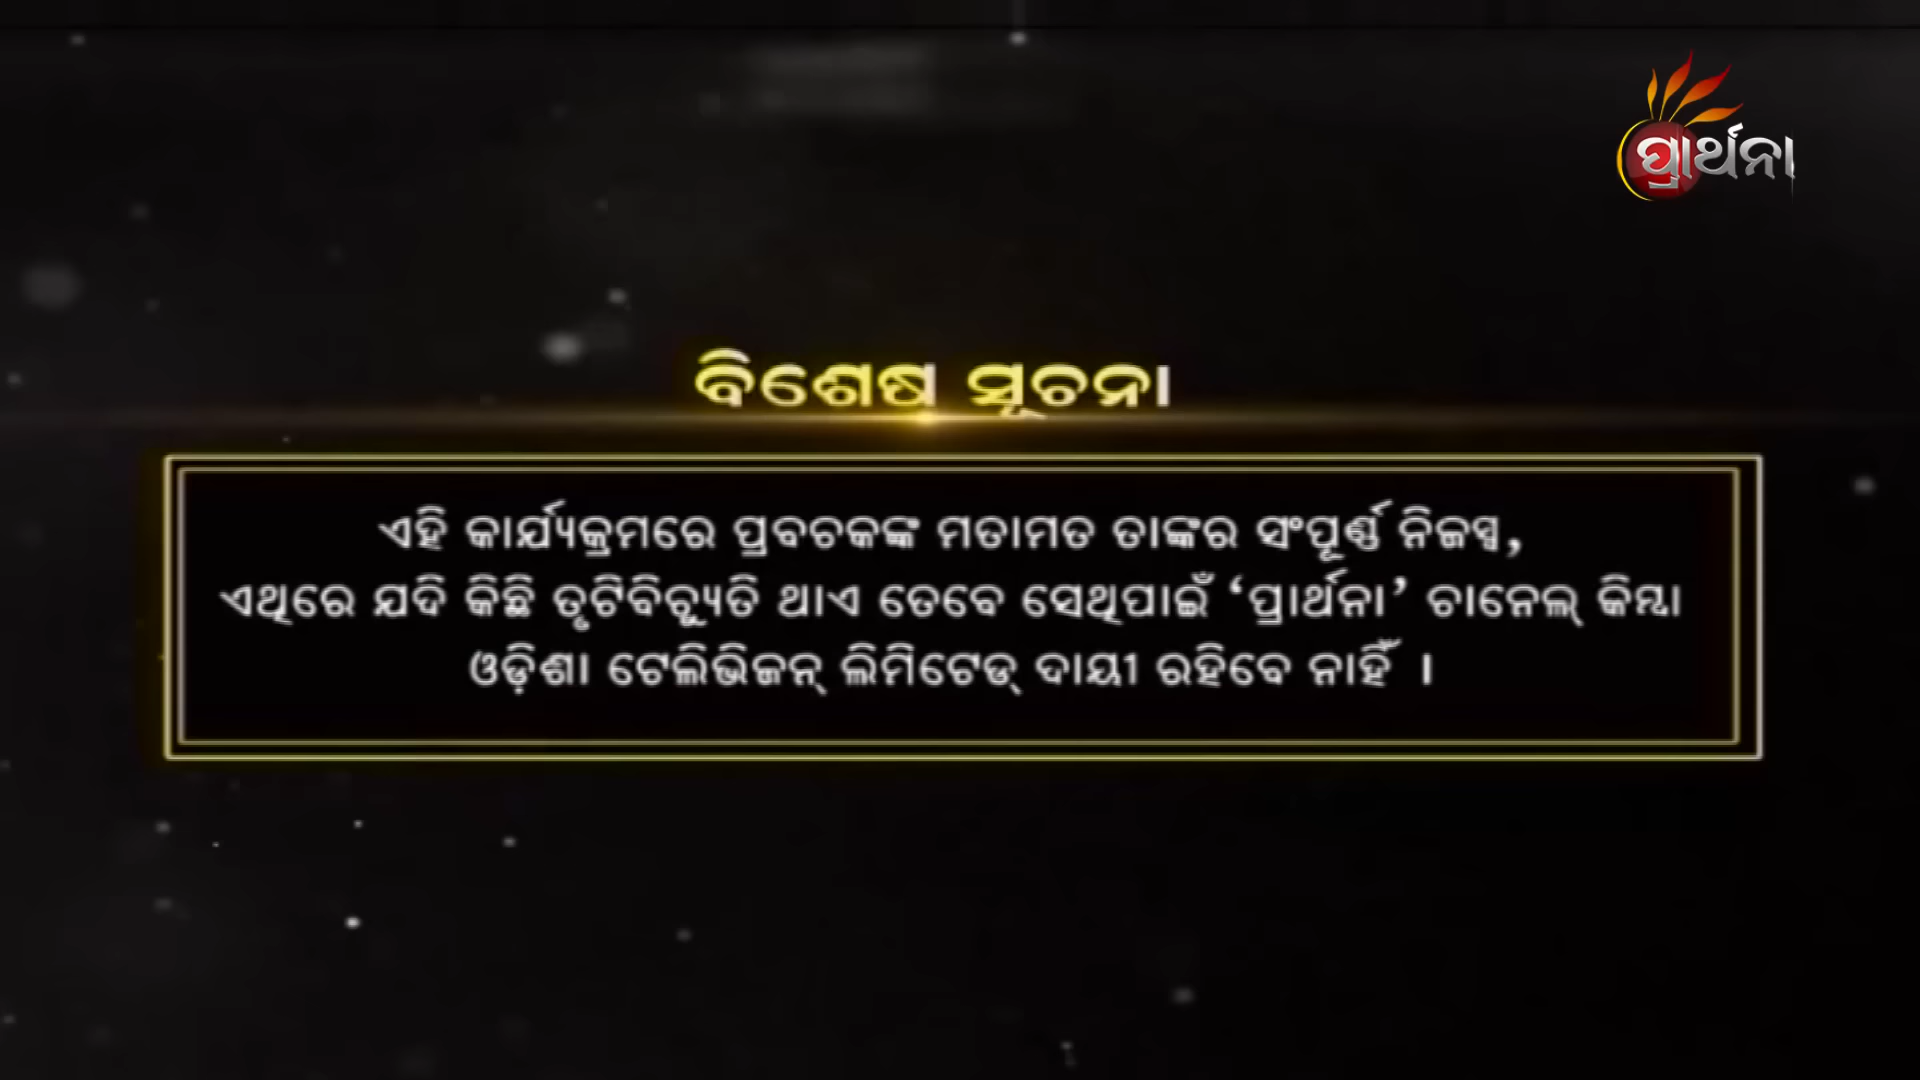 ପ୍ରାର୍ଥନା
ବିଶେଷ ସୂଚନା
ଏହି କାର୍ଯ୍ୟକ୍ରମରେ ପ୍ରବଚକଙ୍କ ମତାମତ ତାଙ୍କର ସଂପୂର୍ଣ୍ଣ ନିଜସ୍ୱ,
ଏଥିରେ ଯଦି କିଛି ତୃଟିବିଚ୍ୟୁତି ଥାଏ ତେବେ ସେଥିପାଇଁ ‘ପ୍ରାର୍ଥନା’ ଚାନେଲ୍ କିମ୍ୱା
ଓଡ଼ିଶା ଟେଲିଭିଜନ୍ ଲିମିଟେଡ୍ ଦାୟୀ ରହିବେ ନାହିଁ ।